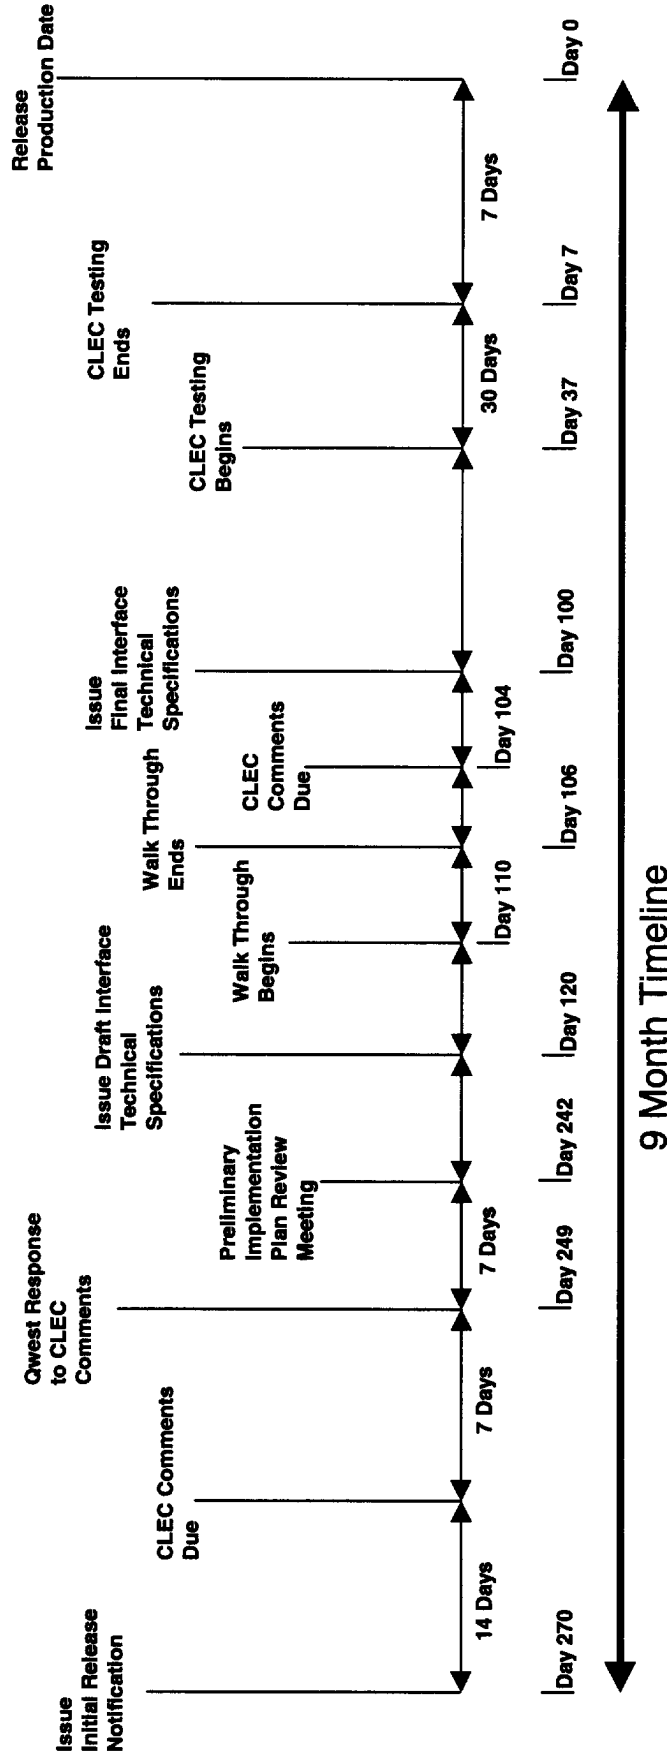 Issue
Initial Release
Notification
CLEC Comments
Due
Qwest Response
to CLEC
Comments
Preliminary
Implementation
Plan Review
Meeting
Issue Draft Interface
Technical
Specifications
Walk Through
Begins
Walk Through
Ends
CLEC
Comments
Due
Issue
Final Interface
Technical
Specifications
CLEC Testing
Begins
CLEC Testing
Ends
Release
Production Date
14 Days
7 Days
7 Days
30 Days
7 Days
Day 270
Day 249
Day 242
Day 120
Day 110
Day 106
Day 104
Day 100
Day 37
Day 7
Day 0
9 Month Timeline